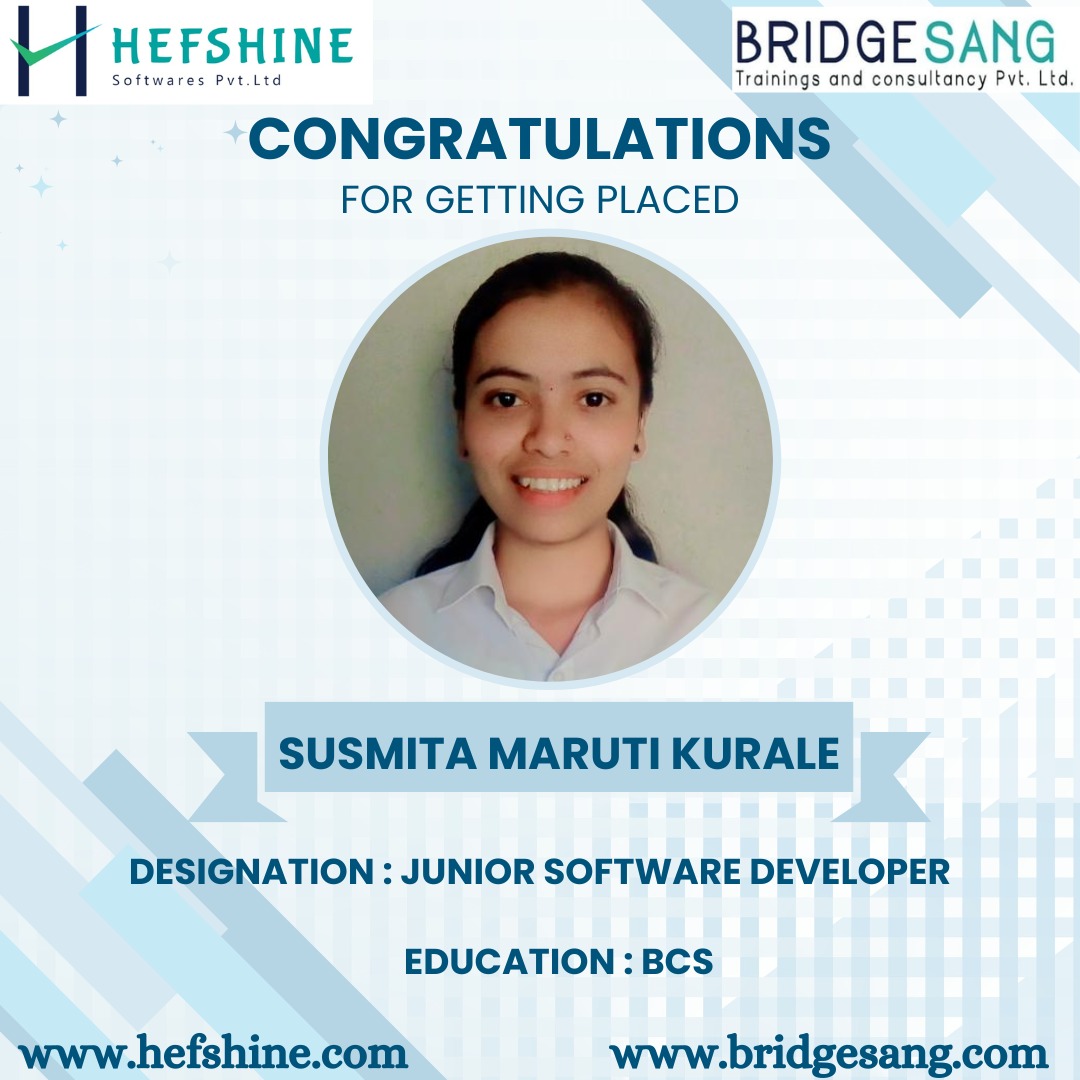 HEFSHINE
Softwares Pvt.Ltd
BRIDGESANG
Trainings and consultancy Pvt. Ltd.
CONGRATULATIONS
FOR GETTING PLACED
SUSMITA MARUTI KURALE
DESIGNATION : JUNIOR SOFTWARE DEVELOPER
EDUCATION : BCS
www.hefshine.com
www.bridgesang.com